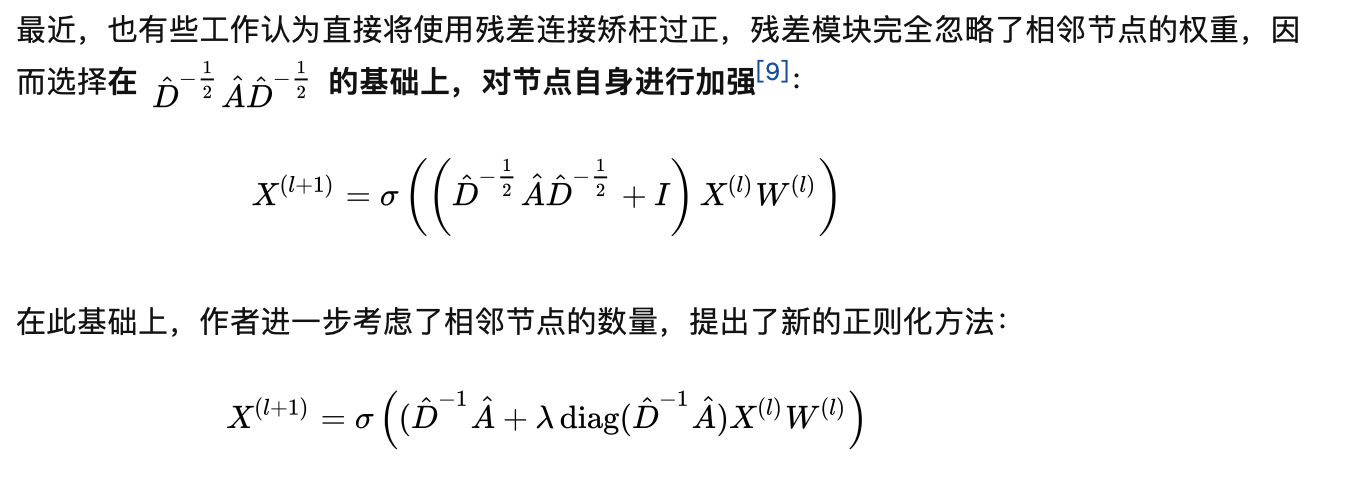 最近，也有些工作认为直接将使用残差连接矫枉过正，残差模块完全忽略了相邻节点的权重，因
而选择在 $\hat{D}^{-\frac{1}{2}}\hat{A}\hat{D}^{-\frac{1}{2}}$ 的基础上，对节点自身进行加强[9]：
$X^{(l+1)} = \sigma\left(\left(\hat{D}^{-\frac{1}{2}}\hat{A}\hat{D}^{-\frac{1}{2}} + I\right)X^{(l)}W^{(l)}\right)$
在此基础上，作者进一步考虑了相邻节点的数量，提出了新的正则化方法：
$X^{(l+1)} = \sigma\left((\hat{D}^{-1}\hat{A} + \lambda\,\mathrm{diag}(\hat{D}^{-1}\hat{A})X^{(l)}W^{(l)}\right)$